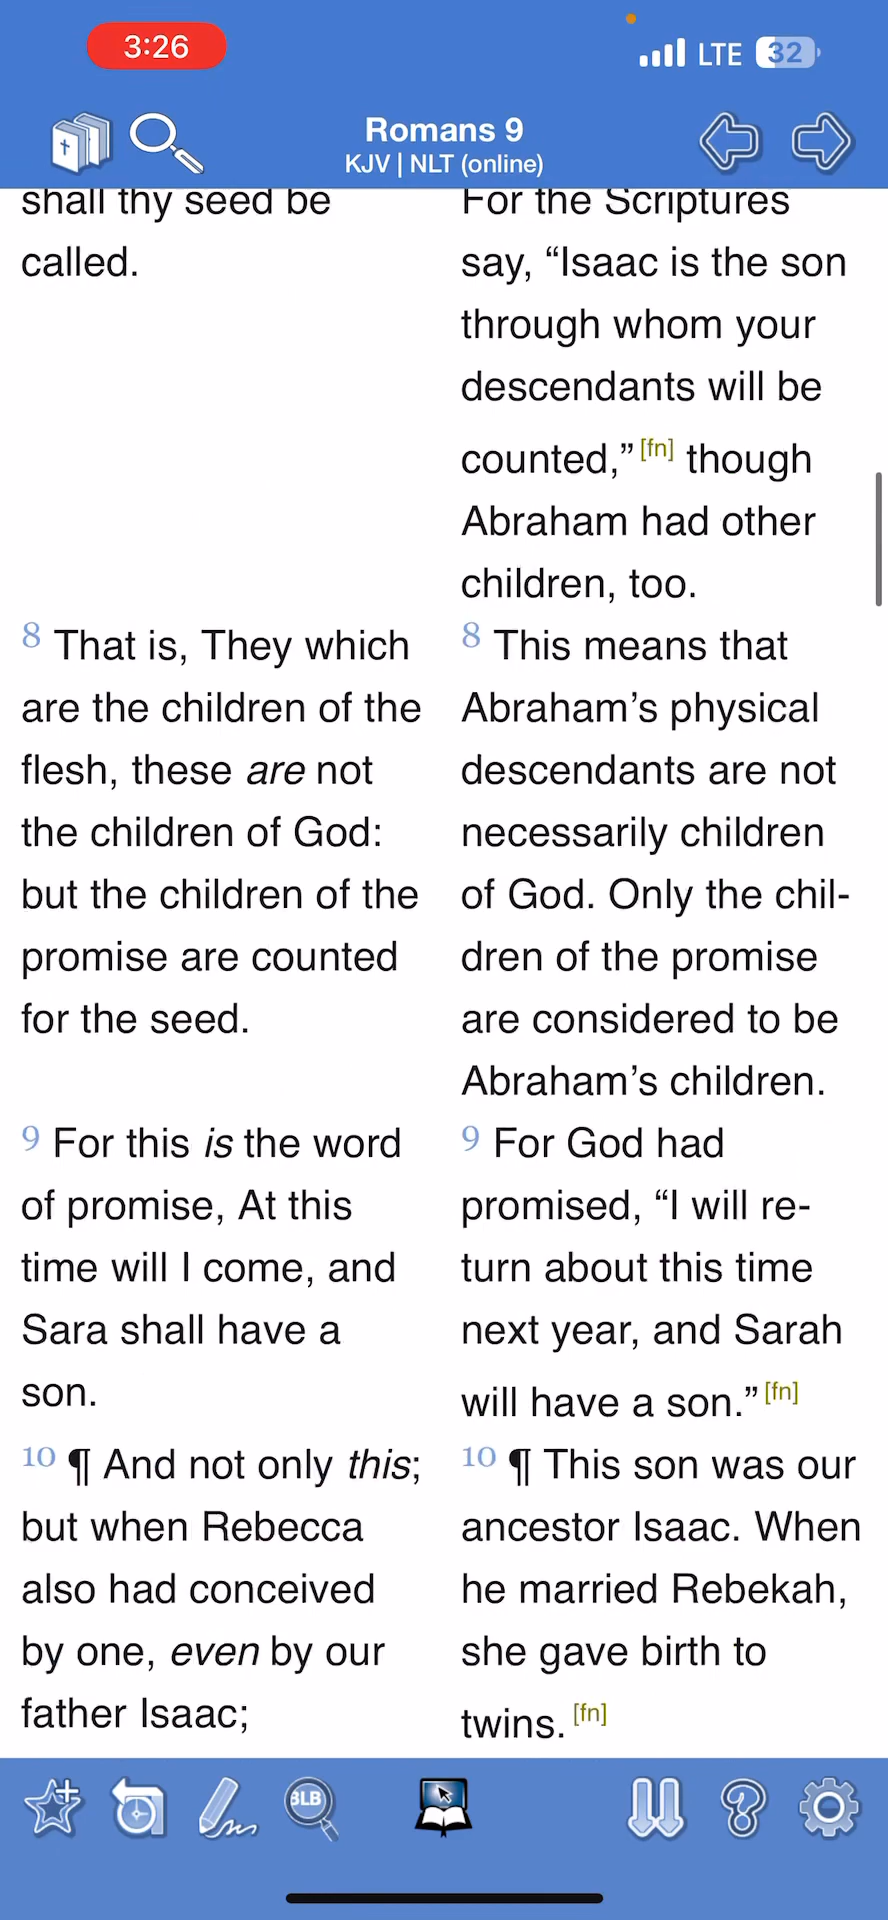 3:26
LTE 32
Romans 9
KJV | NLT (online)
shall thy seed be
called.
8 That is, They which
are the children of the
flesh, these are not
the children of God:
but the children of the
promise are counted
for the seed.
9 For this is the word
of promise, At this
time will I come, and
Sara shall have a
son.
10 ¶ And not only this;
but when Rebecca
also had conceived
by one, even by our
father Isaac;
For the Scriptures
say, “Isaac is the son
through whom your
descendants will be
counted,” [fn] though
Abraham had other
children, too.
8 This means that
Abraham’s physical
descendants are not
necessarily children
of God. Only the chil-
dren of the promise
are considered to be
Abraham’s children.
9 For God had
promised, “I will re-
turn about this time
next year, and Sarah
will have a son.” [fn]
10 ¶ This son was our
ancestor Isaac. When
he married Rebekah,
she gave birth to
twins. [fn]
BLB